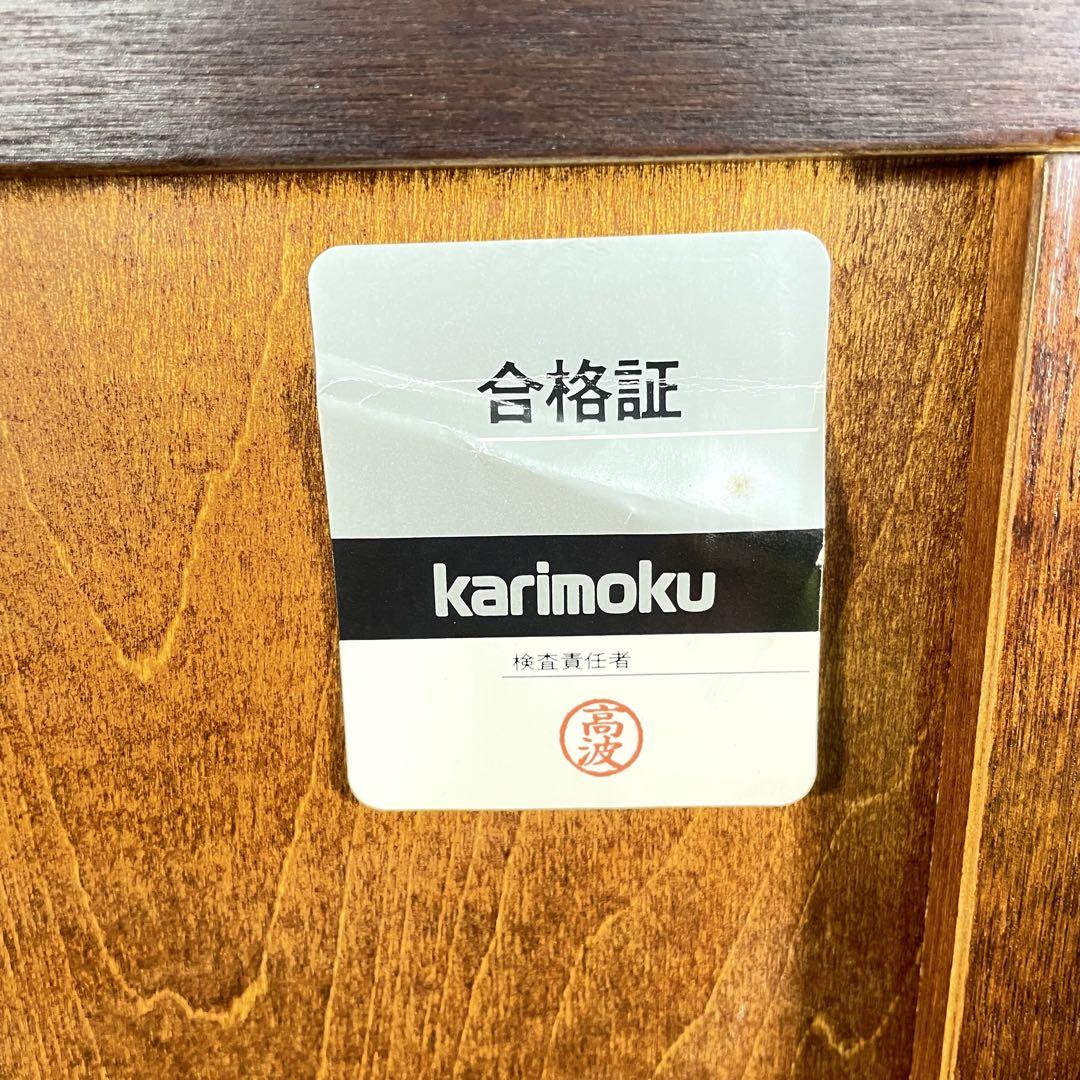 合格証
karimoku
検査責任者
高波